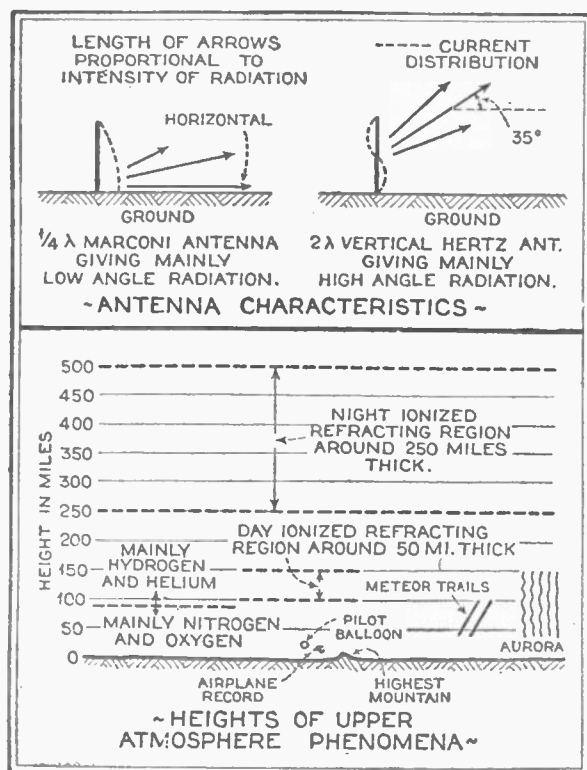 LENGTH OF ARROWS
PROPORTIONAL TO
INTENSITY OF RADIATION
----- CURRENT
DISTRIBUTION
HORIZONTAL
35°
GROUND
GROUND
1/4 λ MARCONI ANTENNA
GIVING MAINLY
LOW ANGLE RADIATION.
2λ VERTICAL HERTZ ANT.
GIVING MAINLY
HIGH ANGLE RADIATION.
~ANTENNA CHARACTERISTICS~
HEIGHT IN MILES
500
450
400
350
300
250
200
150
100
50
0
NIGHT IONIZED
REFRACTING REGION
AROUND 250 MILES
THICK.
DAY IONIZED REFRACTING
REGION AROUND 50 MI. THICK
MAINLY
HYDROGEN
AND HELIUM
METEOR TRAILS
MAINLY NITROGEN
AND OXYGEN
PILOT
BALLOON
AURORA
AIRPLANE
RECORD
HIGHEST
MOUNTAIN
~HEIGHTS OF UPPER
ATMOSPHERE PHENOMENA~